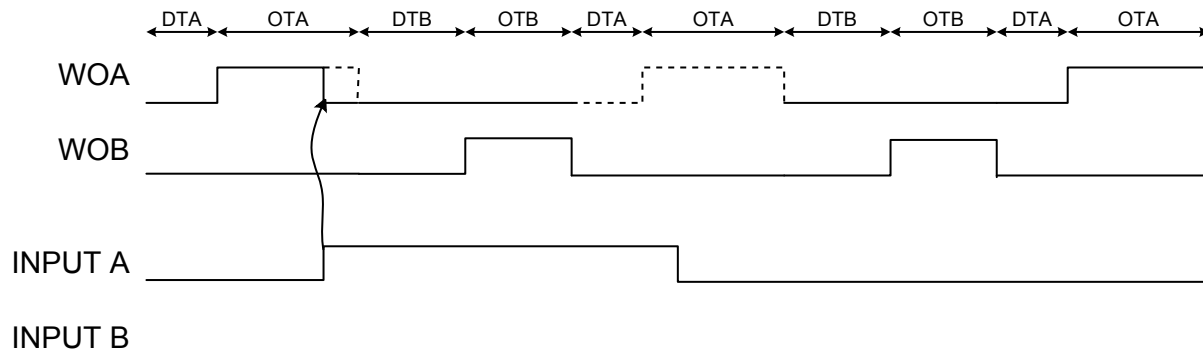 DTA OTA DTB OTB DTA OTA DTB OTB DTA OTA
WOA
WOB
INPUT A
INPUT B